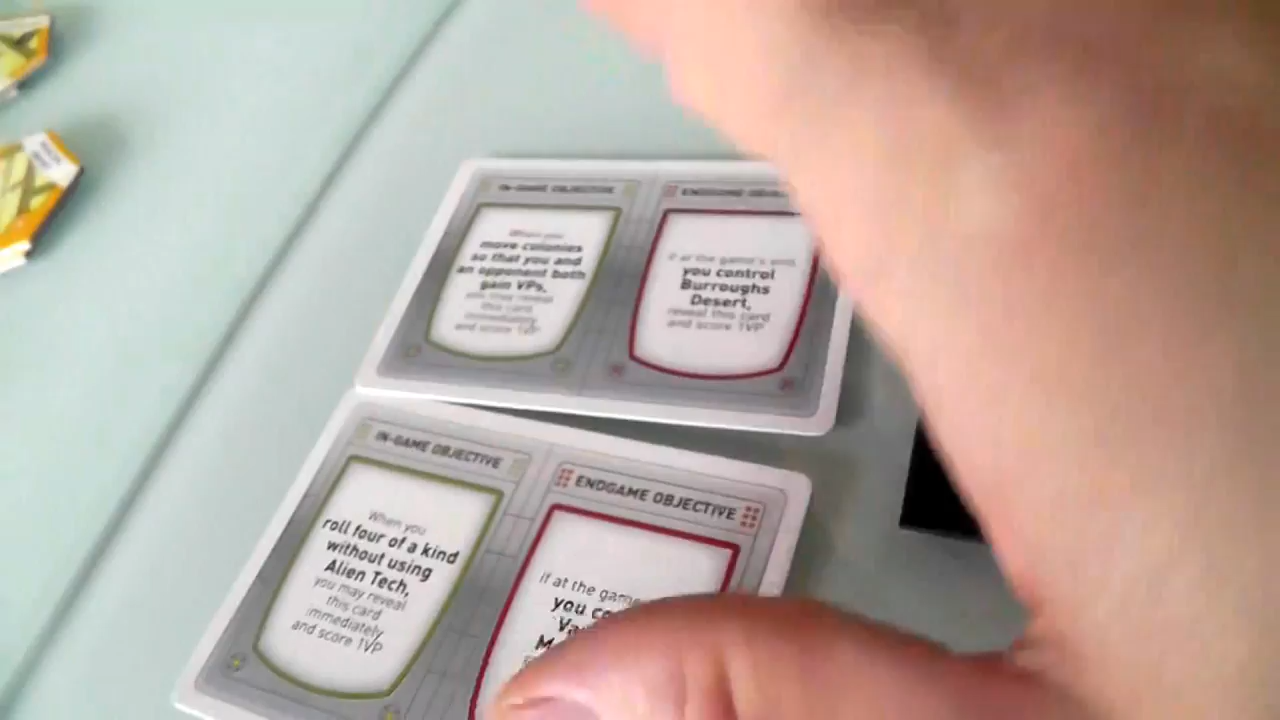 IN-GAME OBJECTIVE
When you
move colonies
so that you and
an opponent both
gain VPs,
you may reveal
this card
immediately
and score 1VP
ENDGAME
If at the game's end,
you control
Burroughs
Desert,
reveal this card
and score 1VP
IN-GAME OBJECTIVE
When you
roll four of a kind
without using
Alien Tech,
you may reveal
this card
immediately,
and score 1VP
ENDGAME OBJECTIVE
If at the game
you